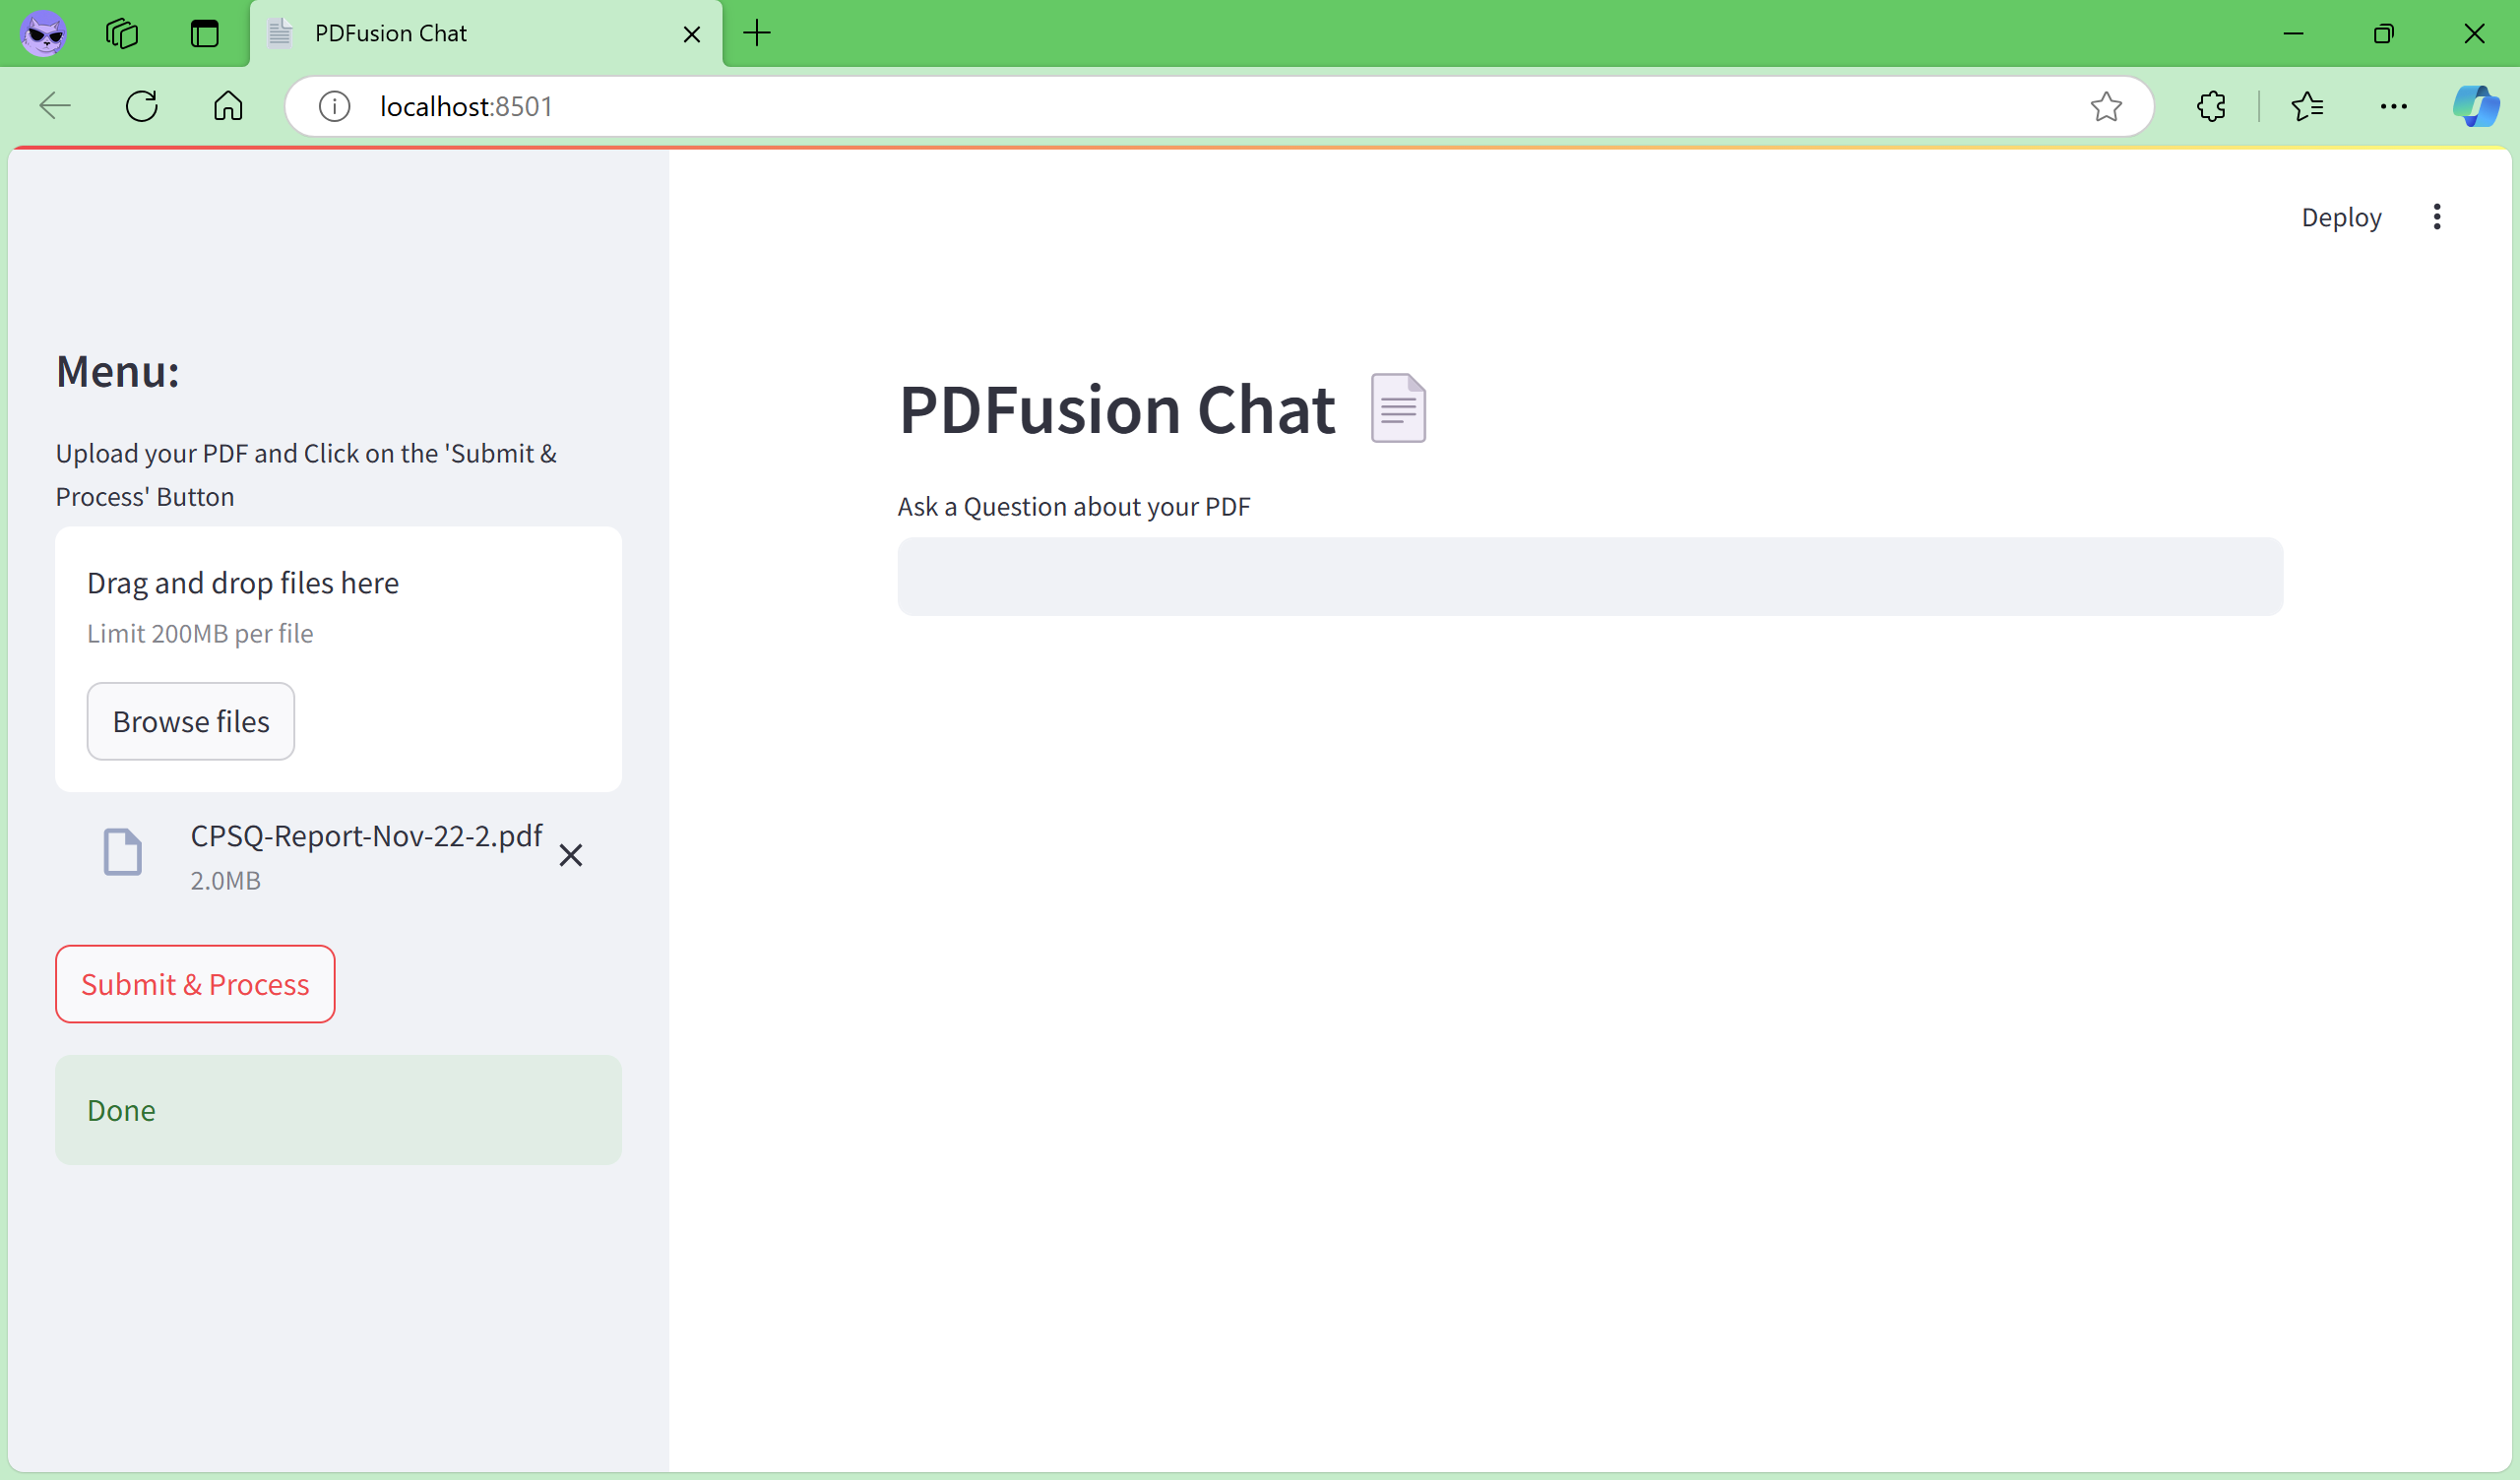 PDFusion Chat
localhost:8501
Deploy
Menu:
Upload your PDF and Click on the 'Submit &
Process' Button
Drag and drop files here
Limit 200MB per file
Browse files
CPSQ-Report-Nov-22-2.pdf
2.0MB
Submit & Process
Done
PDFusion Chat
Ask a Question about your PDF